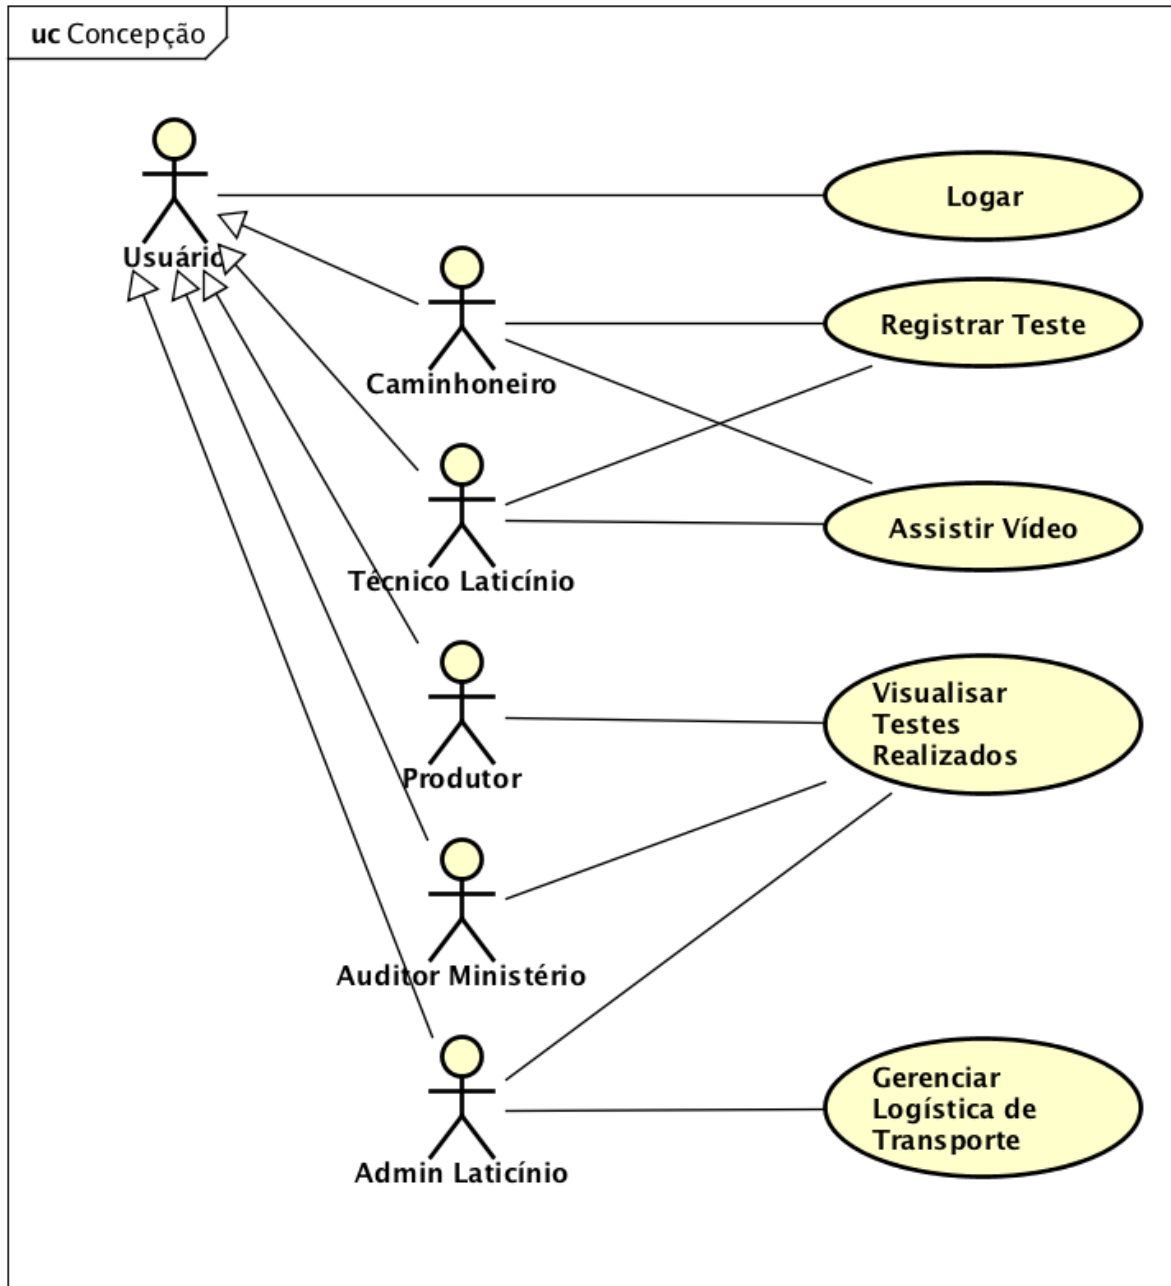 uc Concepção
Usuário
Logar
Caminhoneiro
Registrar Teste
Técnico Laticínio
Assistir Vídeo
Produtor
Visualisar
Testes
Realizados
Auditor Ministério
Admin Laticínio
Gerenciar
Logística de
Transporte